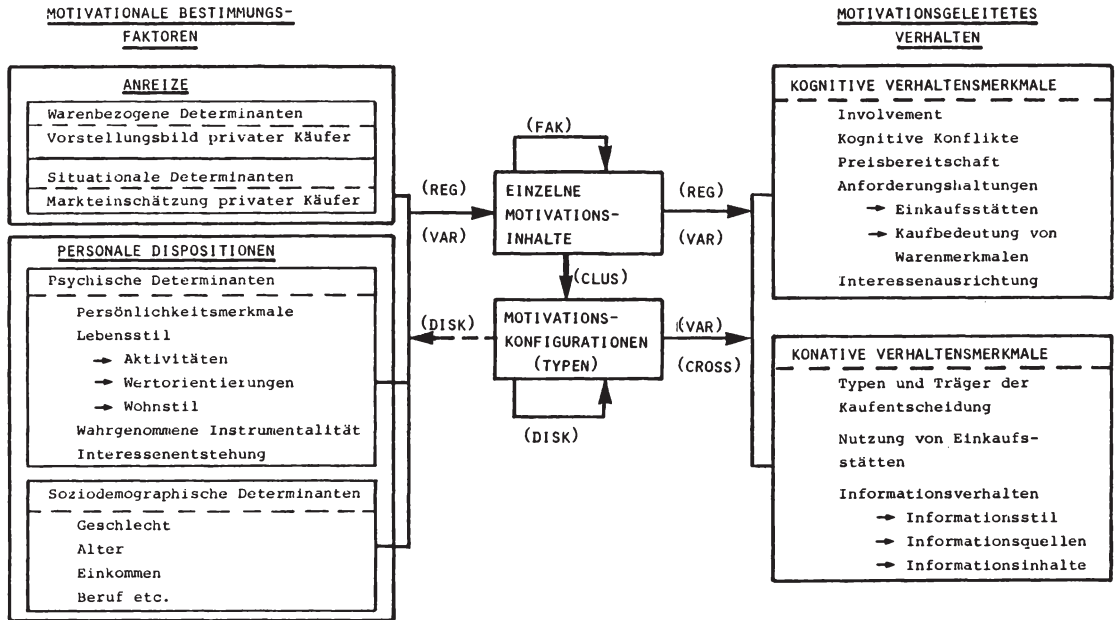 MOTIVATIONALE BESTIMMUNGS-
FAKTOREN
ANREIZE
Warenbezogene Determinanten
Vorstellungsbild privater Käufer
Situationale Determinanten
Markteinschätzung privater Käufer
PERSONALE DISPOSITIONEN
Psychische Determinanten
Persönlichkeitsmerkmale
Lebensstil
→ Aktivitäten
→ Wertorientierungen
→ Wohnstil
Wahrgenommene Instrumentalität
Interessenentstehung
Soziodemographische Determinanten
Geschlecht
Alter
Einkommen
Beruf etc.
(REG)
(VAR)
(DISK)
(FAK)
EINZELNE
MOTIVATIONS-
INHALTE
(CLUS)
MOTIVATIONS-
KONFIGURATIONEN
(TYPEN)
(DISK)
(REG)
(VAR)
(VAR)
(CROSS)
MOTIVATIONSGELEITETES
VERHALTEN
KOGNITIVE VERHALTENSMERKMALE
Involvement
Kognitive Konflikte
Preisbereitschaft
Anforderungshaltungen
→ Einkaufsstätten
→ Kaufbedeutung von
Warenmerkmalen
Interessenausrichtung
KONATIVE VERHALTENSMERKMALE
Typen und Träger der
Kaufentscheidung
Nutzung von Einkaufs-
stätten
Informationsverhalten
→ Informationsstil
→ Informationsquellen
→ Informationsinhalte